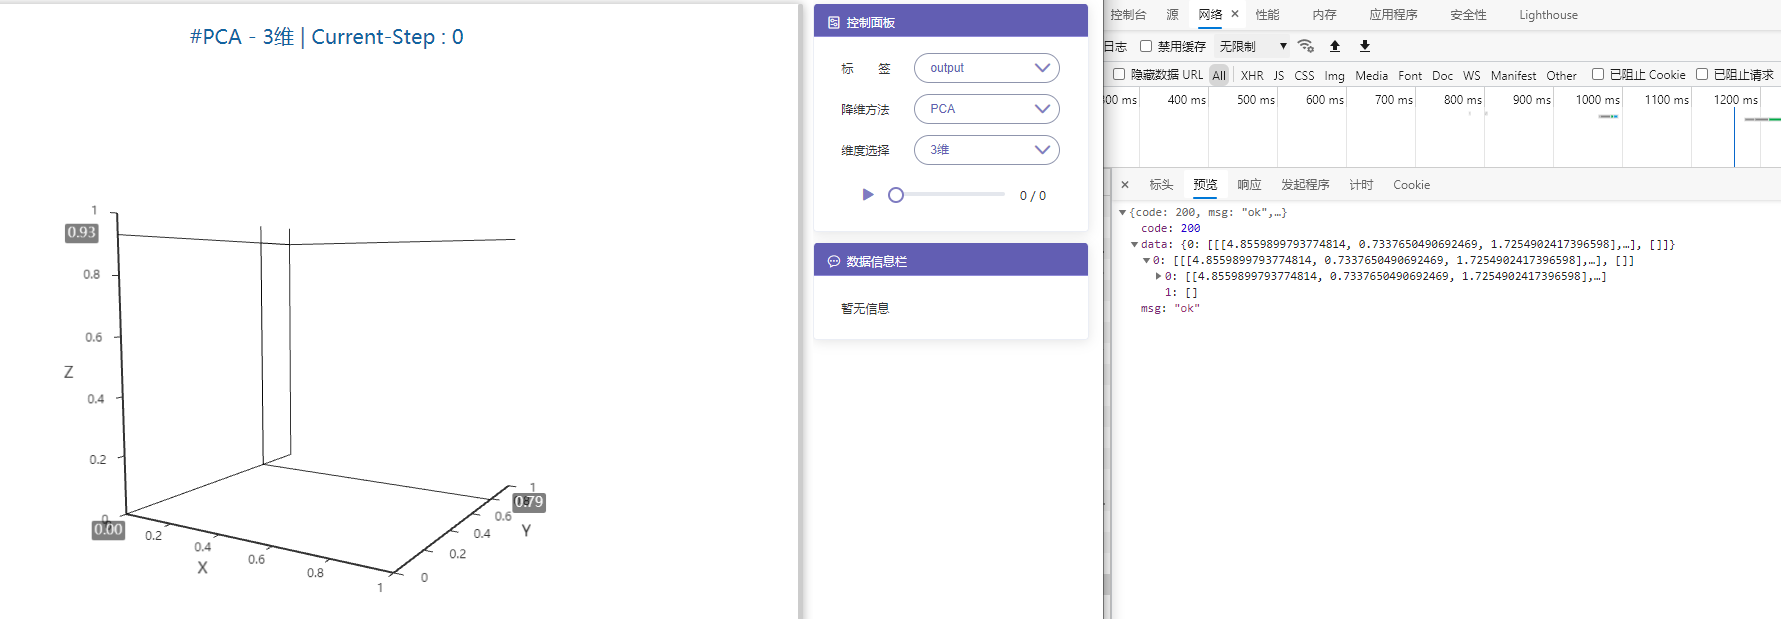 #PCA - 3维 | Current-Step : 0
1
0.93
0.8
0.6
Z
0.4
0.2
0
0.00
0.2
0.4
X
0.6
0.8
1
0
0.2
0.4
Y
0.6
0.79
1
控制面板
标 签 output
降维方法 PCA
维度选择 3维
0 / 0
数据信息栏
暂无信息
控制台 源 网络 × 性能 内存 应用程序 安全性 Lighthouse
日志 禁用缓存 无限制 ▼
隐藏数据 URL All XHR JS CSS Img Media Font Doc WS Manifest Other 已阻止 Cookie 已阻止请求
300 ms 400 ms 500 ms 600 ms 700 ms 800 ms 900 ms 1000 ms 1100 ms 1200 ms
× 标头 预览 响应 发起程序 计时 Cookie
▼{code: 200, msg: "ok",…}
code: 200
▼data: {0: [[[4.8559899793774814, 0.7337650490692469, 1.7254902417396598],…], []]}
▼0: [[[4.8559899793774814, 0.7337650490692469, 1.7254902417396598],…], []]
▶0: [[4.8559899793774814, 0.7337650490692469, 1.7254902417396598],…]
1: []
msg: "ok"